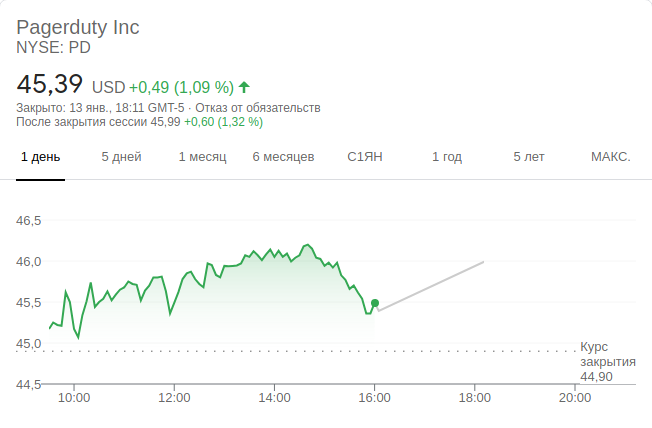 Pagerduty Inc
NYSE: PD
45,39 USD +0,49 (1,09 %)
Закрыто: 13 янв., 18:11 GMT-5 · Отказ от обязательств
После закрытия сессии 45,99 +0,60 (1,32 %)
1 день 5 дней 1 месяц 6 месяцев С1ЯН 1 год 5 лет МАКС.
46,5
46,0
45,5
45,0
Курс
закрытия
44,90
44,5
10:00 12:00 14:00 16:00 18:00 20:00